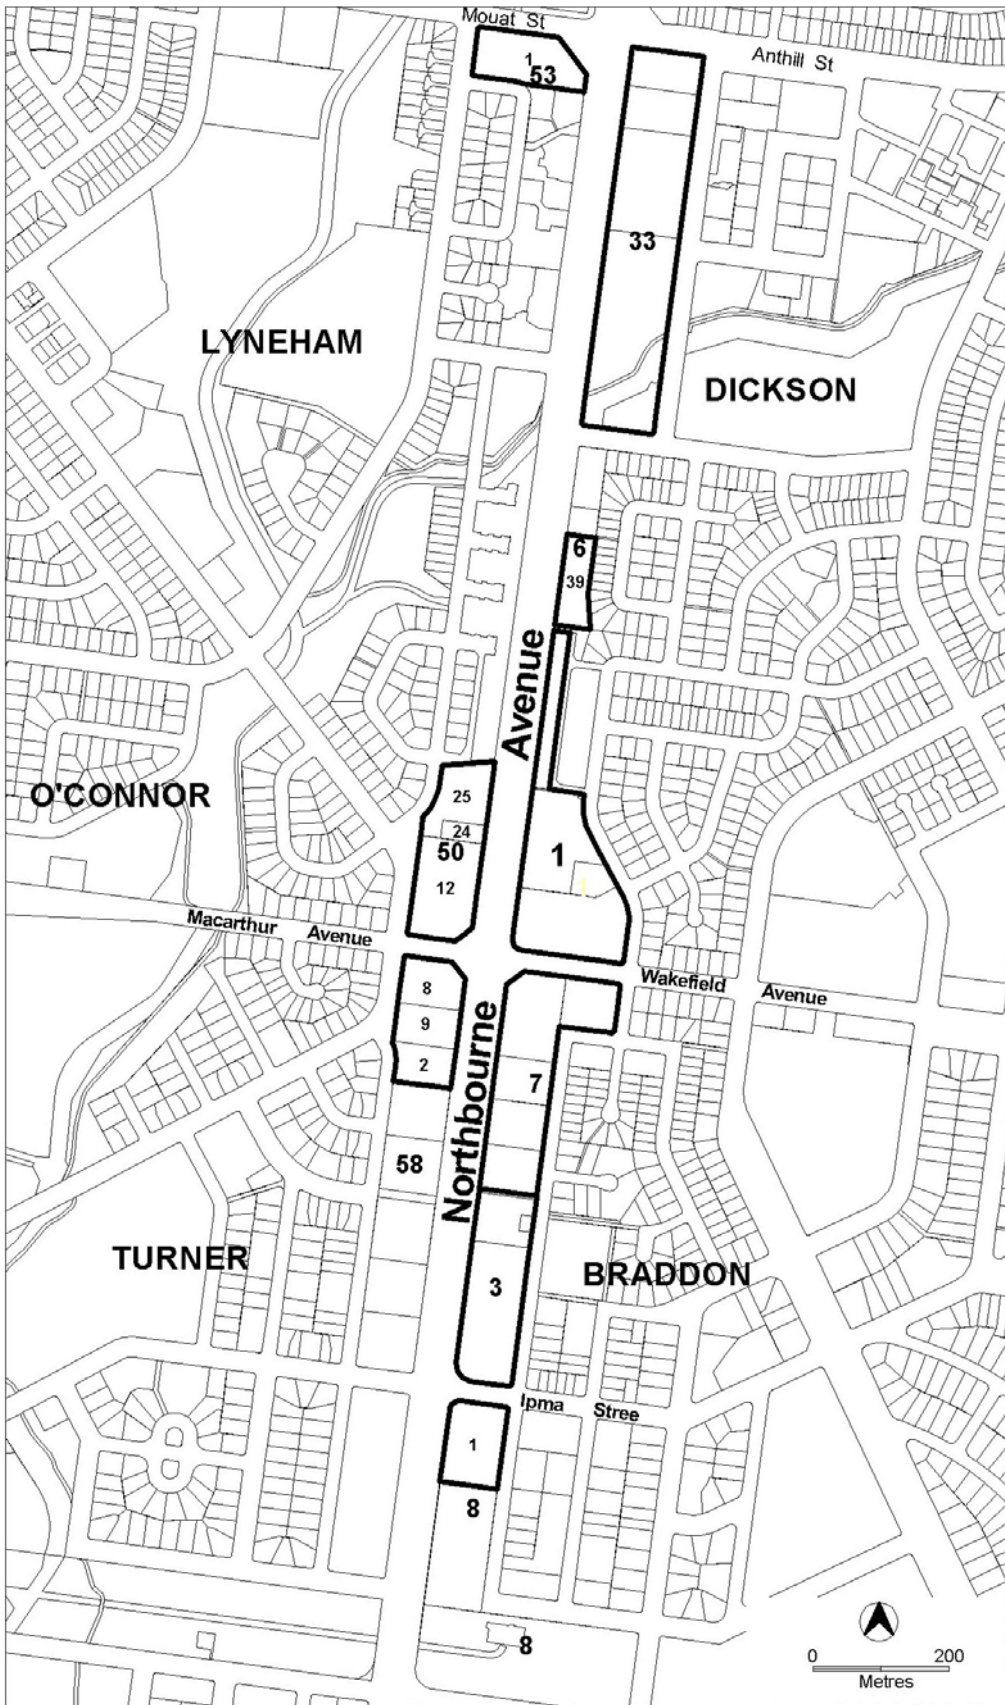 Mouat St
Anthill St
1
53
33
LYNEHAM
DICKSON
6
39
Avenue
O'CONNOR
25
24
50
12
1
1
Macarthur Avenue
Wakefield Avenue
8
9
2
Northbourne
7
58
TURNER
BRADDON
3
Ipma Stree
1
8
8
0 200
Metres